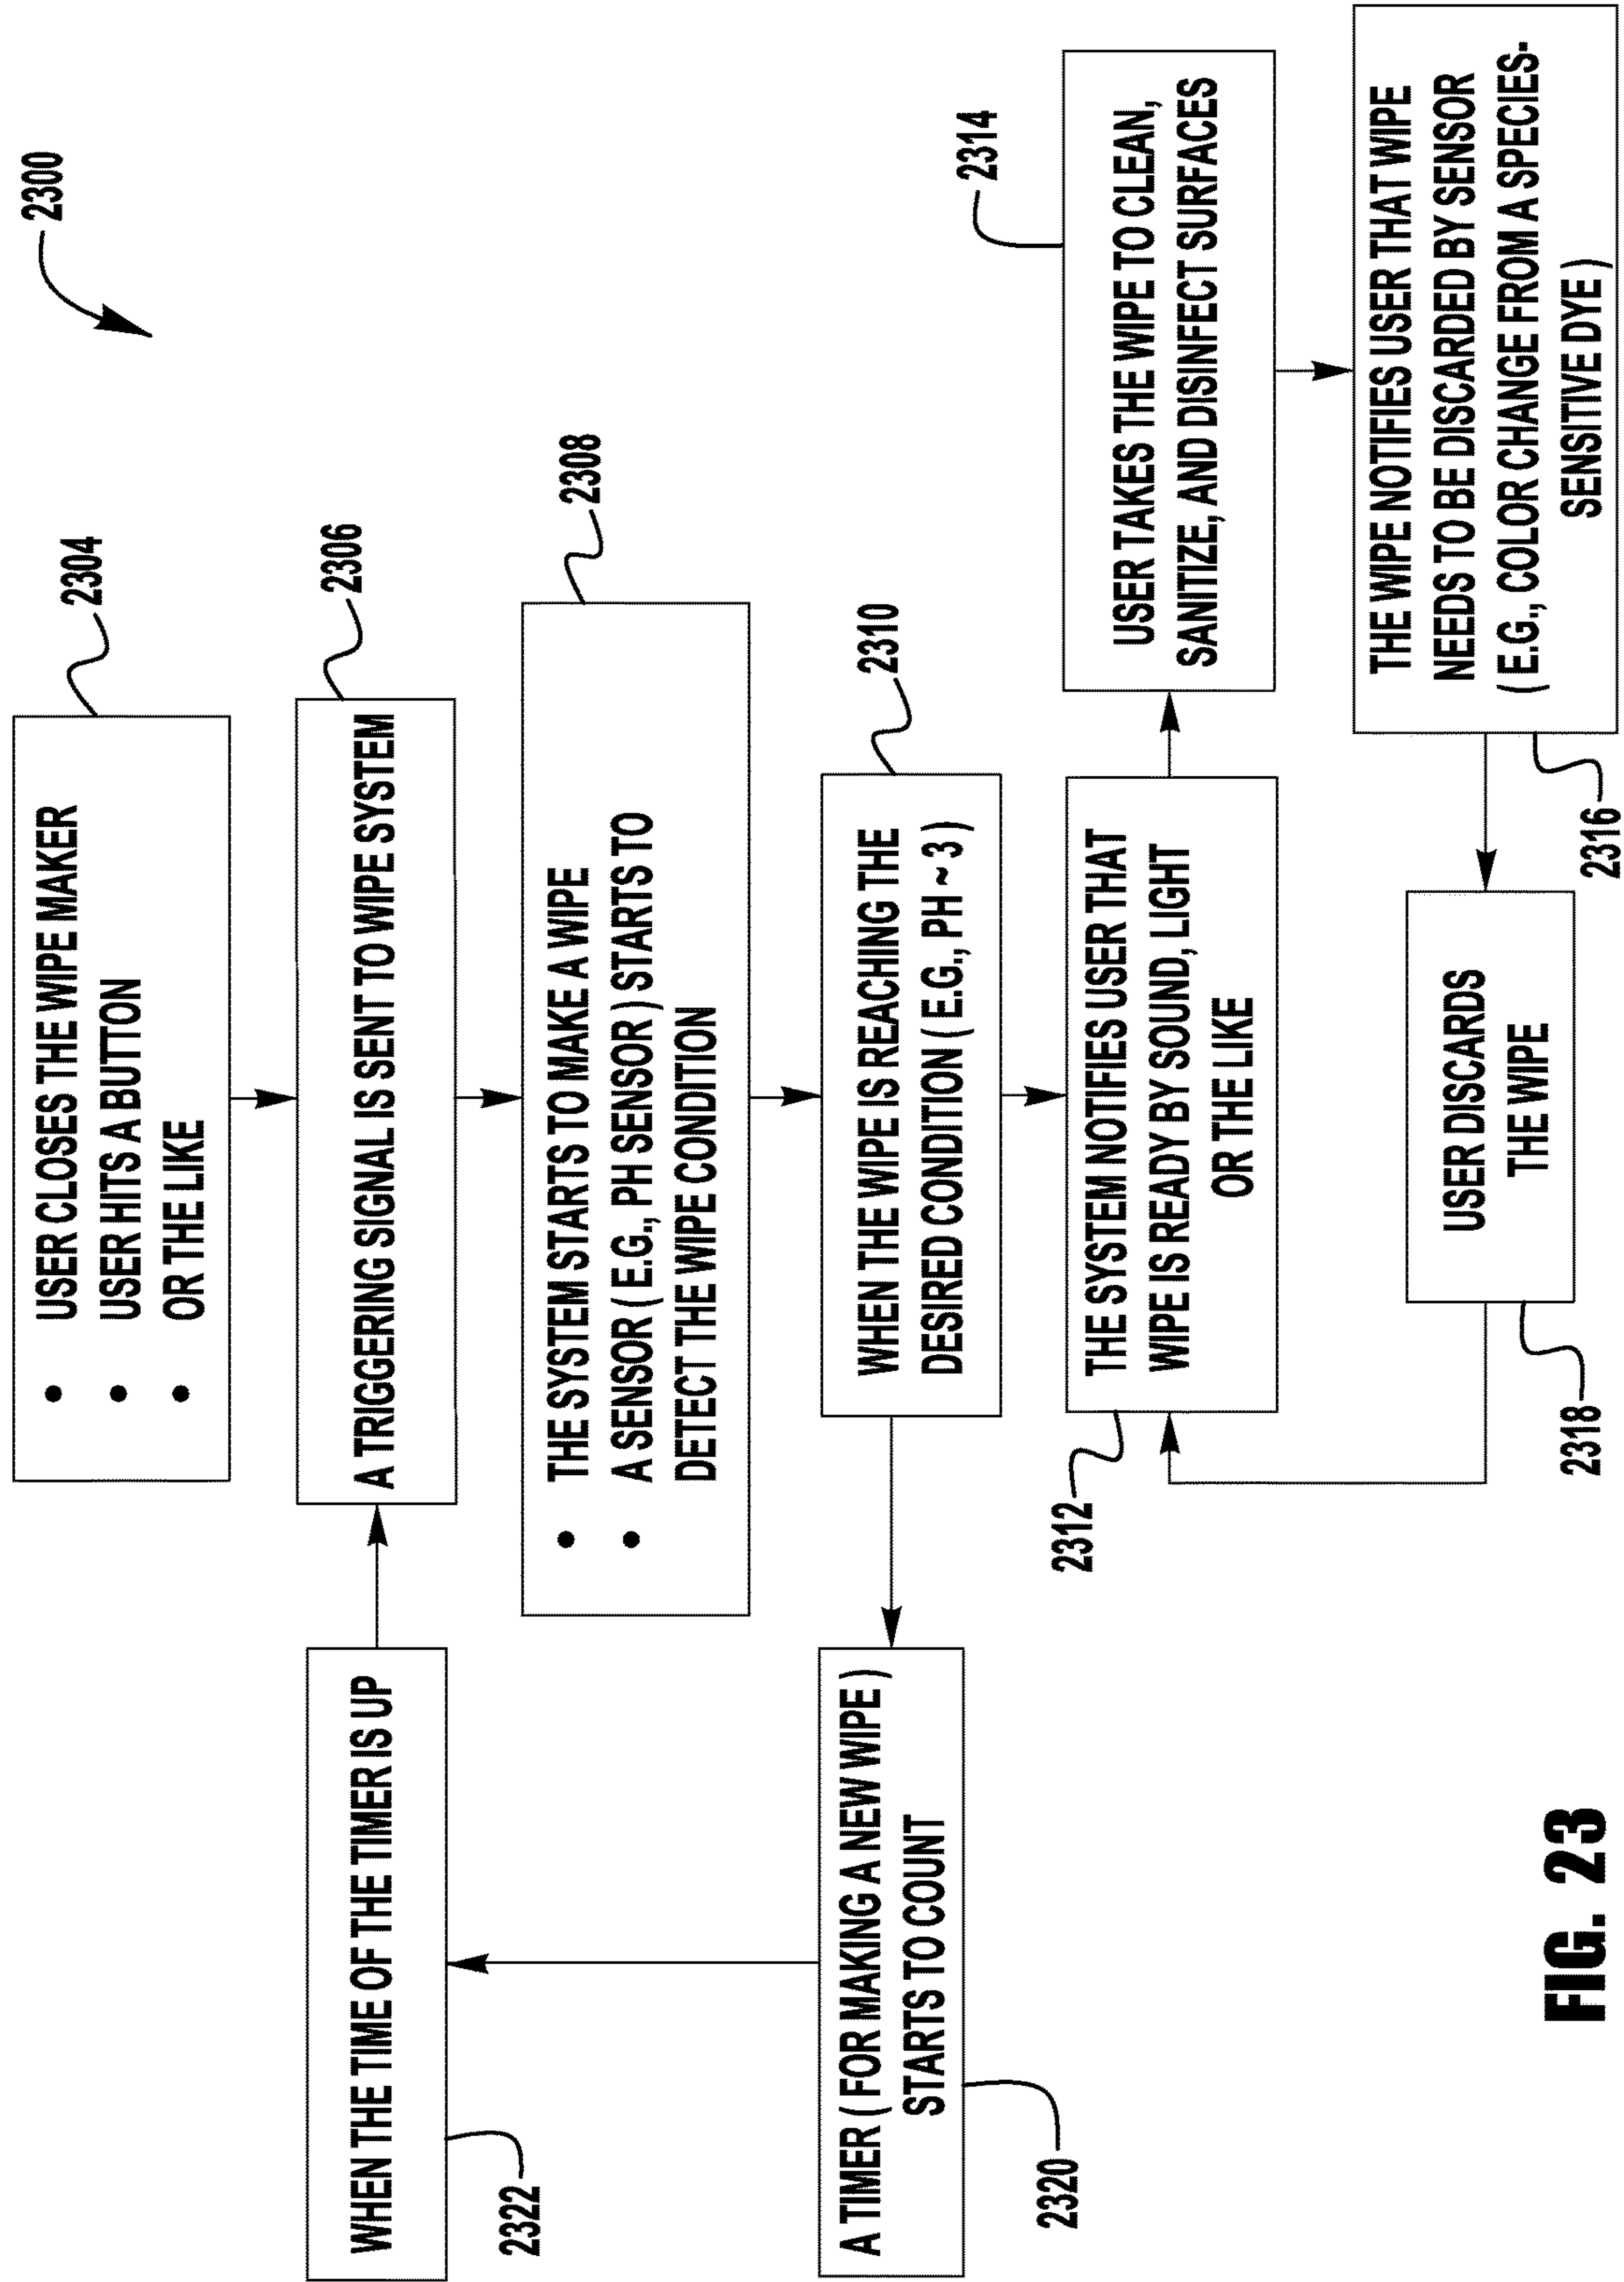 2300
2304
• USER CLOSES THE WIPE MAKER
• USER HITS A BUTTON
• OR THE LIKE
2306
A TRIGGERING SIGNAL IS SENT TO WIPE SYSTEM
2308
• THE SYSTEM STARTS TO MAKE A WIPE
• A SENSOR ( E.G., PH SENSOR ) STARTS TO
DETECT THE WIPE CONDITION
2310
WHEN THE WIPE IS REACHING THE
DESIRED CONDITION ( E.G., PH ~ 3 )
2312
THE SYSTEM NOTIFIES USER THAT
WIPE IS READY BY SOUND, LIGHT
OR THE LIKE
2314
USER TAKES THE WIPE TO CLEAN,
SANITIZE, AND DISINFECT SURFACES
THE WIPE NOTIFIES USER THAT WIPE
NEEDS TO BE DISCARDED BY SENSOR
( E.G., COLOR CHANGE FROM A SPECIES-
SENSITIVE DYE )
2316
USER DISCARDS
THE WIPE
2318
A TIMER ( FOR MAKING A NEW WIPE )
STARTS TO COUNT
2320
WHEN THE TIME OF THE TIMER IS UP
2322
FIG. 23